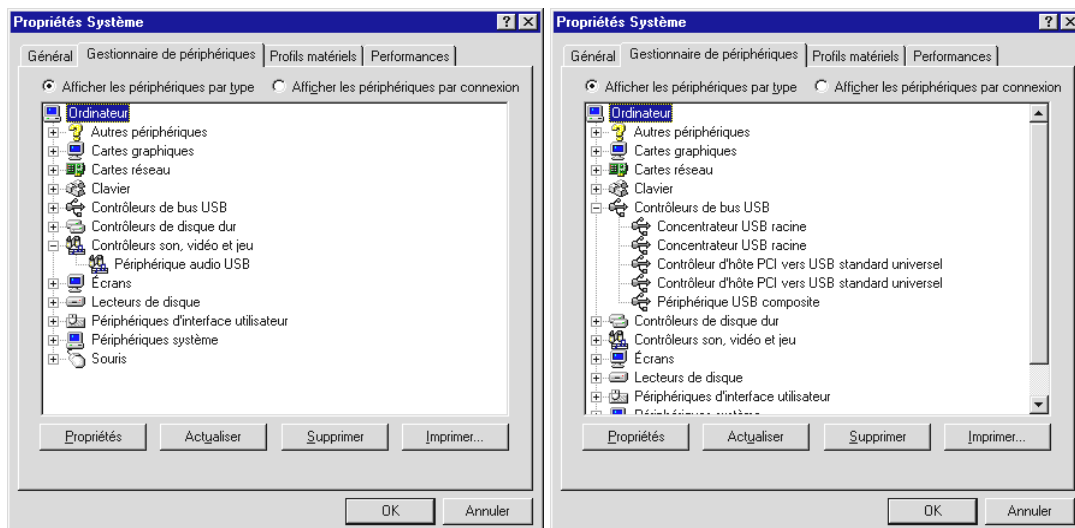 Propriétés Système
Général Gestionnaire de périphériques Profils matériels Performances
Afficher les périphériques par type Afficher les périphériques par connexion
Ordinateur
Autres périphériques
Cartes graphiques
Cartes réseau
Clavier
Contrôleurs de bus USB
Contrôleurs de disque dur
Contrôleurs son, vidéo et jeu
Périphérique audio USB
Écrans
Lecteurs de disque
Périphériques d'interface utilisateur
Périphériques système
Souris
Propriétés Actualiser Supprimer Imprimer...
OK Annuler
Propriétés Système
Général Gestionnaire de périphériques Profils matériels Performances
Afficher les périphériques par type Afficher les périphériques par connexion
Ordinateur
Autres périphériques
Cartes graphiques
Cartes réseau
Clavier
Contrôleurs de bus USB
Concentrateur USB racine
Concentrateur USB racine
Contrôleur d'hôte PCI vers USB standard universel
Contrôleur d'hôte PCI vers USB standard universel
Périphérique USB composite
Contrôleurs de disque dur
Contrôleurs son, vidéo et jeu
Écrans
Lecteurs de disque
Périphériques d'interface utilisateur
Périphériques système
Propriétés Actualiser Supprimer Imprimer...
OK Annuler